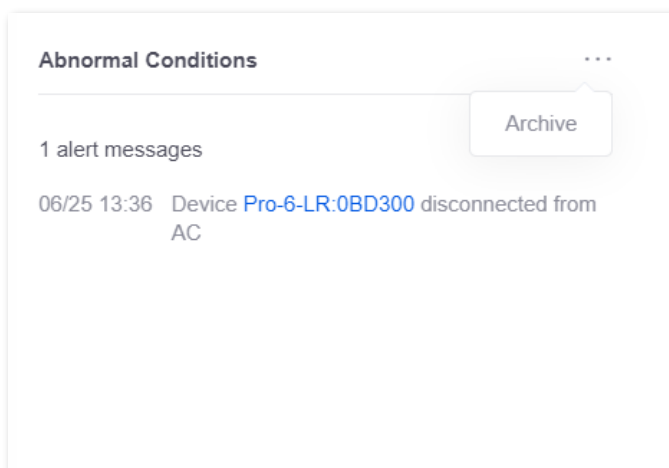 Abnormal Conditions
...
Archive
1 alert messages
06/25 13:36 Device Pro-6-LR:0BD300 disconnected from
AC